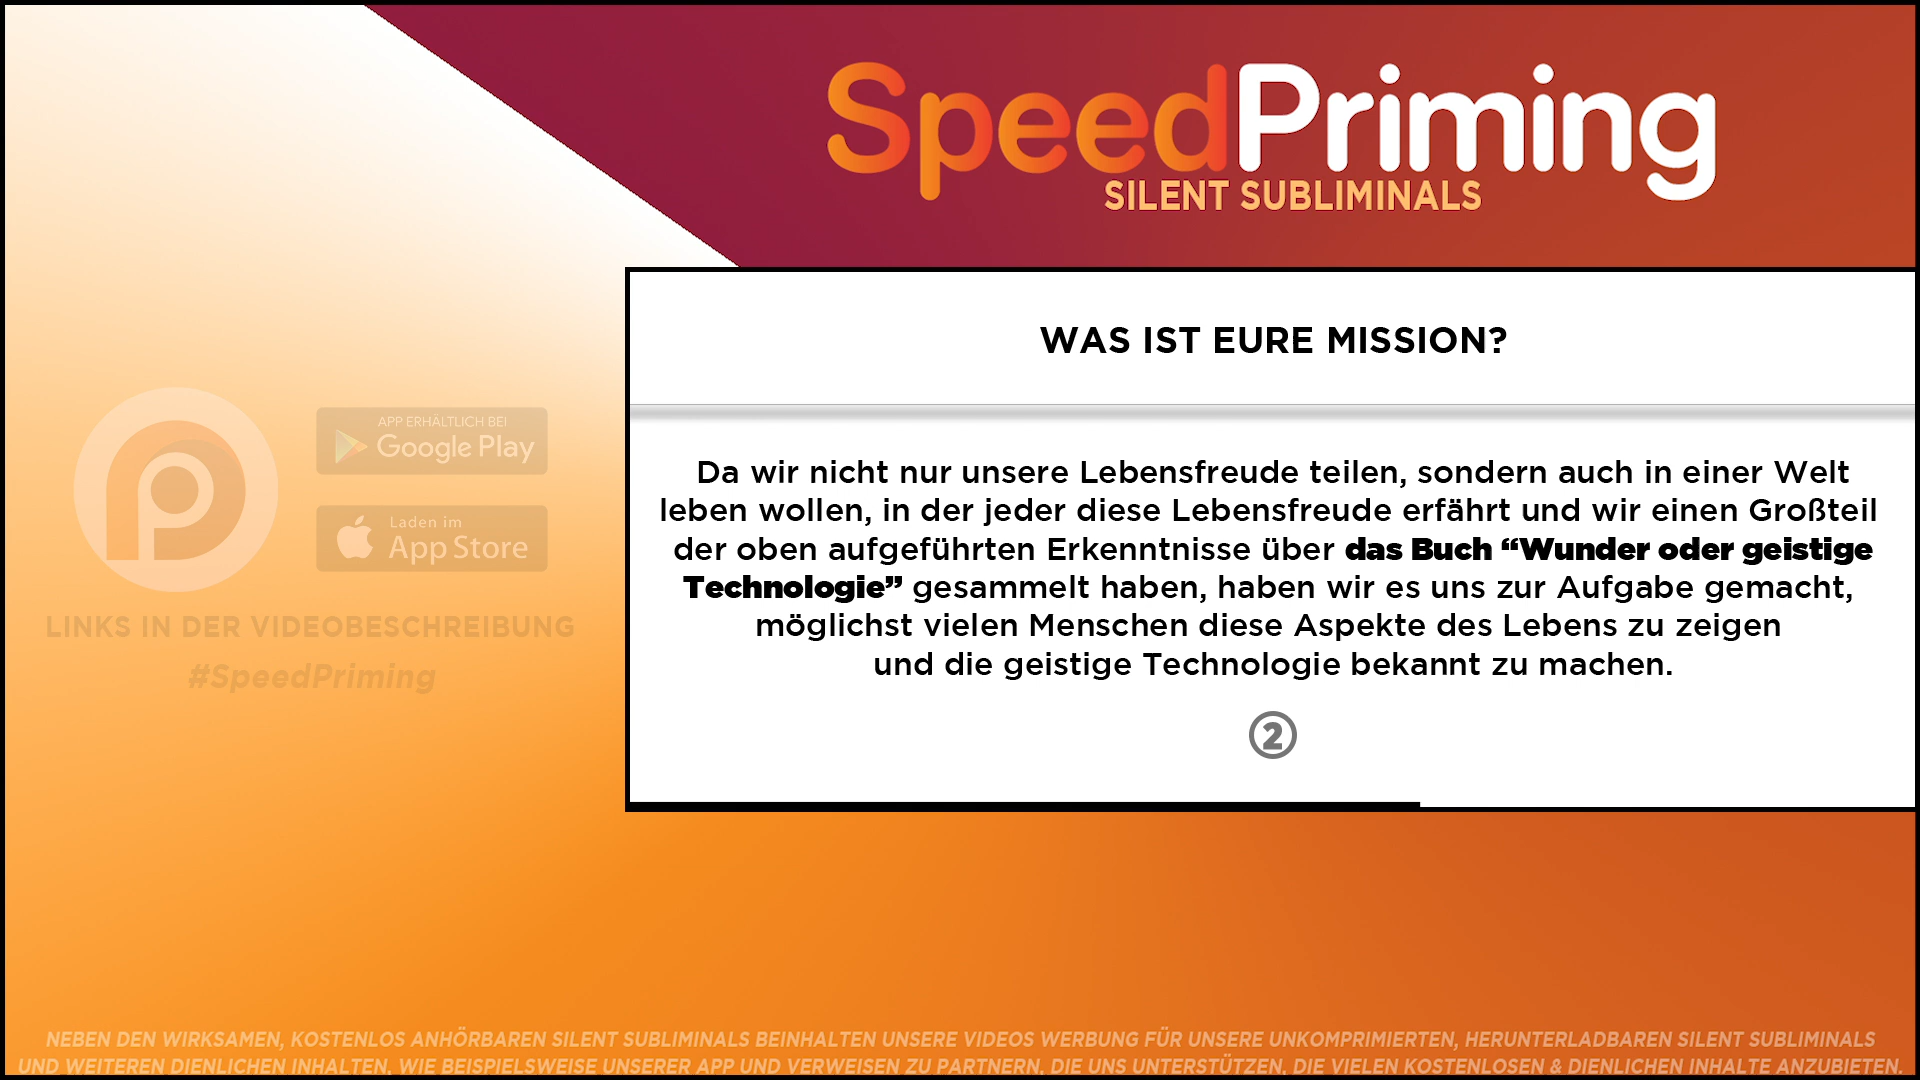 SpeedPriming
SILENT SUBLIMINALS
WAS IST EURE MISSION?
Da wir nicht nur unsere Lebensfreude teilen, sondern auch in einer Welt
leben wollen, in der jeder diese Lebensfreude erfährt und wir einen Großteil
der oben aufgeführten Erkenntnisse über das Buch “Wunder oder geistige
Technologie” gesammelt haben, haben wir es uns zur Aufgabe gemacht,
möglichst vielen Menschen diese Aspekte des Lebens zu zeigen
und die geistige Technologie bekannt zu machen.
2
APP ERHÄLTLICH BEI
Google Play
Laden im
App Store
LINKS IN DER VIDEOBESCHREIBUNG
#SpeedPriming
NEBEN DEN WIRKSAMEN, KOSTENLOS ANHÖRBAREN SILENT SUBLIMINALS BEINHALTEN UNSERE VIDEOS WERBUNG FÜR UNSERE UNKOMPRIMIERTEN, HERUNTERLADBAREN SILENT SUBLIMINALS
UND WEITEREN DIENLICHEN INHALTEN, WIE BEISPIELSWEISE UNSERER APP UND VERWEISEN ZU PARTNERN, DIE UNS UNTERSTÜTZEN, DIE VIELEN KOSTENLOSEN & DIENLICHEN INHALTE ANZUBIETEN.